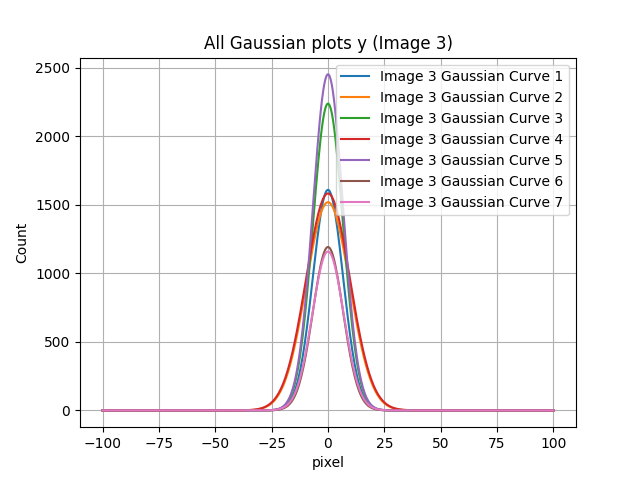 All Gaussian plots y (Image 3)
2500
2000
1500
1000
500
0
Count
Image 3 Gaussian Curve 1
Image 3 Gaussian Curve 2
Image 3 Gaussian Curve 3
Image 3 Gaussian Curve 4
Image 3 Gaussian Curve 5
Image 3 Gaussian Curve 6
Image 3 Gaussian Curve 7
−100 −75 −50 −25 0 25 50 75 100
pixel